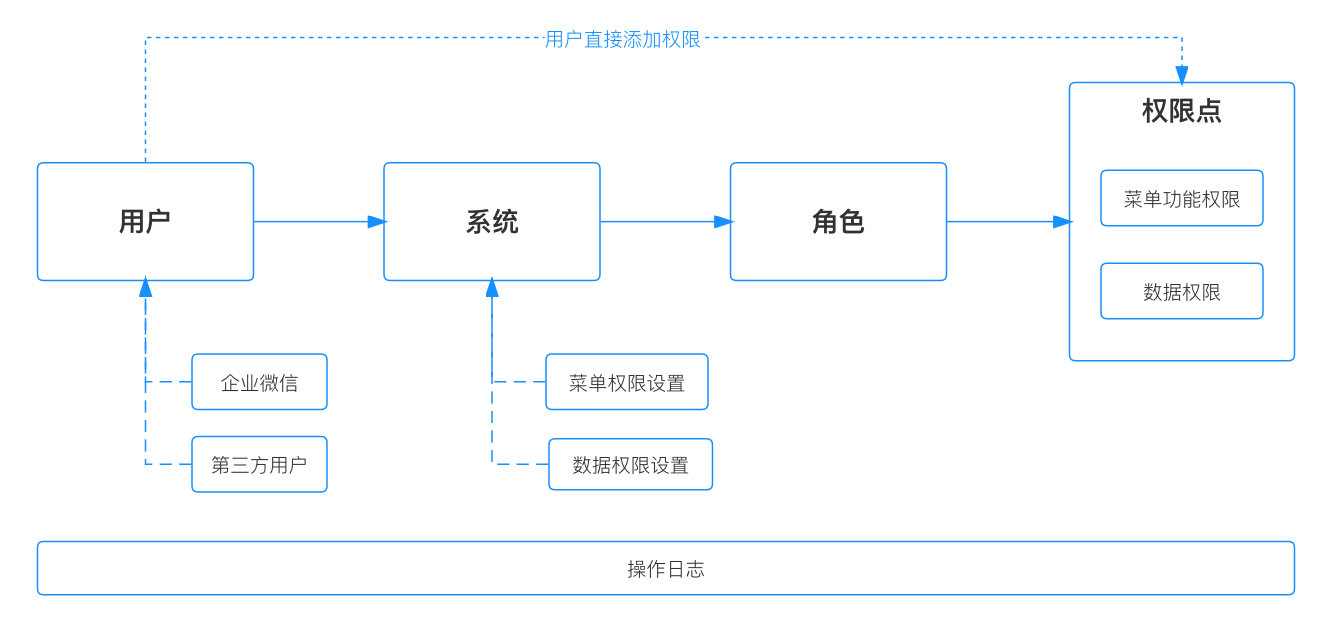 用户直接添加权限
权限点
用户
系统
角色
菜单功能权限
数据权限
企业微信
菜单权限设置
第三方用户
数据权限设置
操作日志